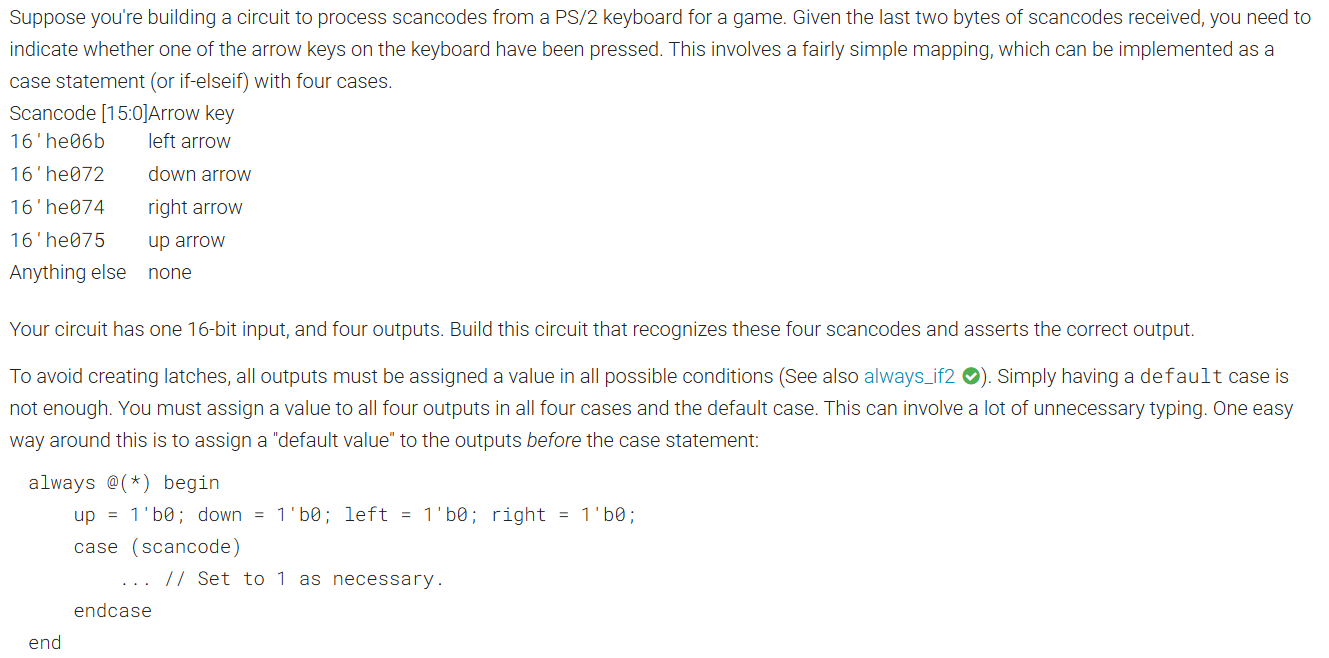 Suppose you're building a circuit to process scancodes from a PS/2 keyboard for a game. Given the last two bytes of scancodes received, you need to
indicate whether one of the arrow keys on the keyboard have been pressed. This involves a fairly simple mapping, which can be implemented as a
case statement (or if-elseif) with four cases.
Scancode [15:0]Arrow key
16'he06b left arrow
16'he072 down arrow
16'he074 right arrow
16'he075 up arrow
Anything else none
Your circuit has one 16-bit input, and four outputs. Build this circuit that recognizes these four scancodes and asserts the correct output.
To avoid creating latches, all outputs must be assigned a value in all possible conditions (See also always_if2 ). Simply having a default case is
not enough. You must assign a value to all four outputs in all four cases and the default case. This can involve a lot of unnecessary typing. One easy
way around this is to assign a "default value" to the outputs before the case statement:
always @(*) begin
up = 1'b0; down = 1'b0; left = 1'b0; right = 1'b0;
case (scancode)
... // Set to 1 as necessary.
endcase
end